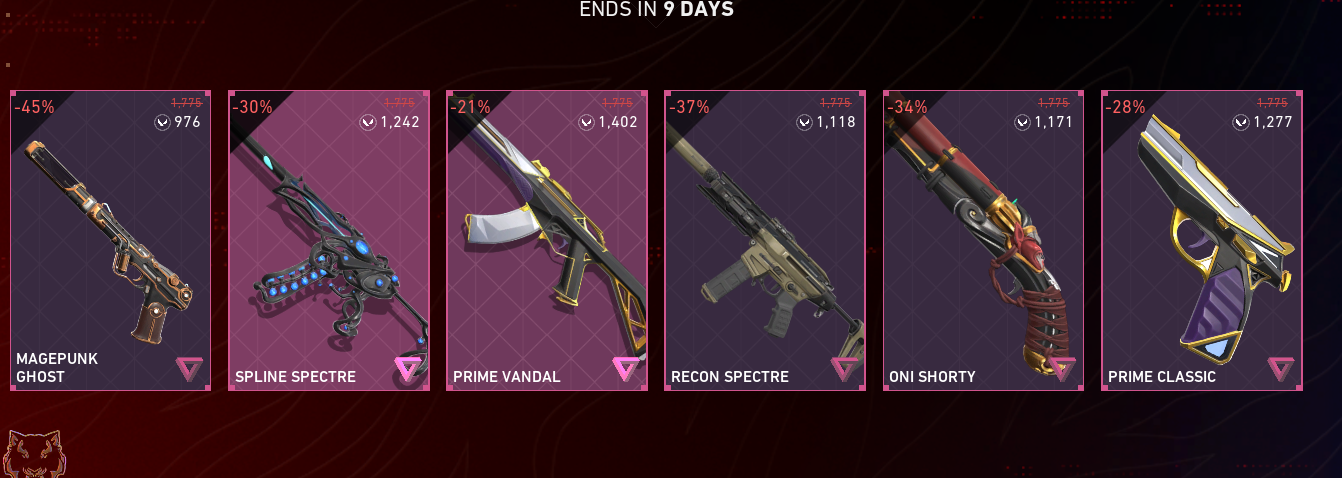 ENDS IN 9 DAYS
-45%
1,775
976
MAGEPUNK
GHOST
-30%
1,775
1,242
SPLINE SPECTRE
-21%
1,775
1,402
PRIME VANDAL
-37%
1,775
1,118
RECON SPECTRE
-34%
1,775
1,171
ONI SHORTY
-28%
1,775
1,277
PRIME CLASSIC